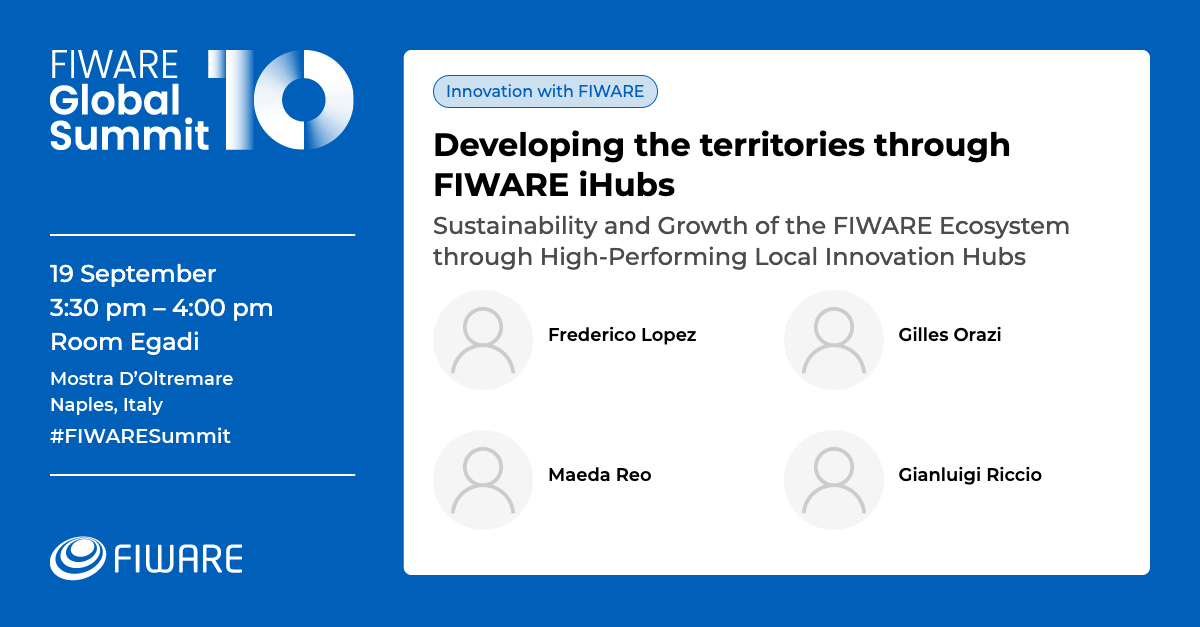 FIWARE
Global
Summit
10
19 September
3:30 pm – 4:00 pm
Room Egadi
Mostra D’Oltremare
Naples, Italy
#FIWARESummit
FIWARE
Innovation with FIWARE
Developing the territories through
FIWARE iHubs
Sustainability and Growth of the FIWARE Ecosystem
through High-Performing Local Innovation Hubs
Frederico Lopez
Gilles Orazi
Maeda Reo
Gianluigi Riccio